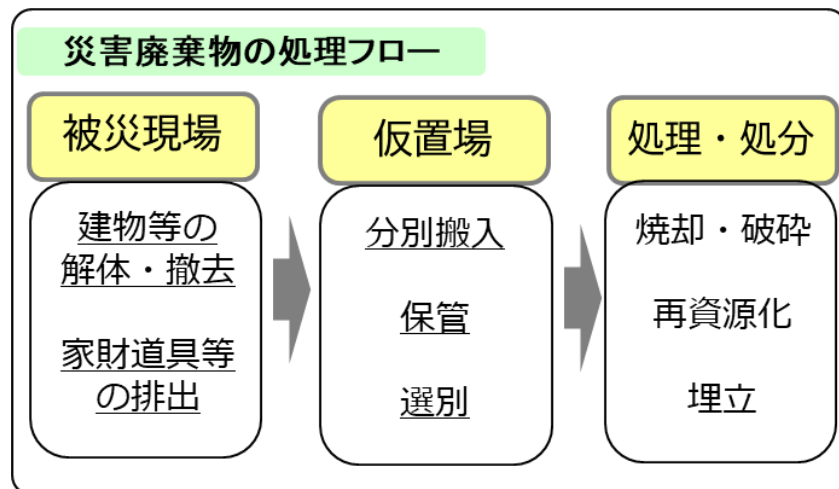 災害廃棄物の処理フロー
被災現場
建物等の
解体・撤去
家財道具等
の排出
仮置場
分別搬入
保管
選別
処理・処分
焼却・破砕
再資源化
埋立